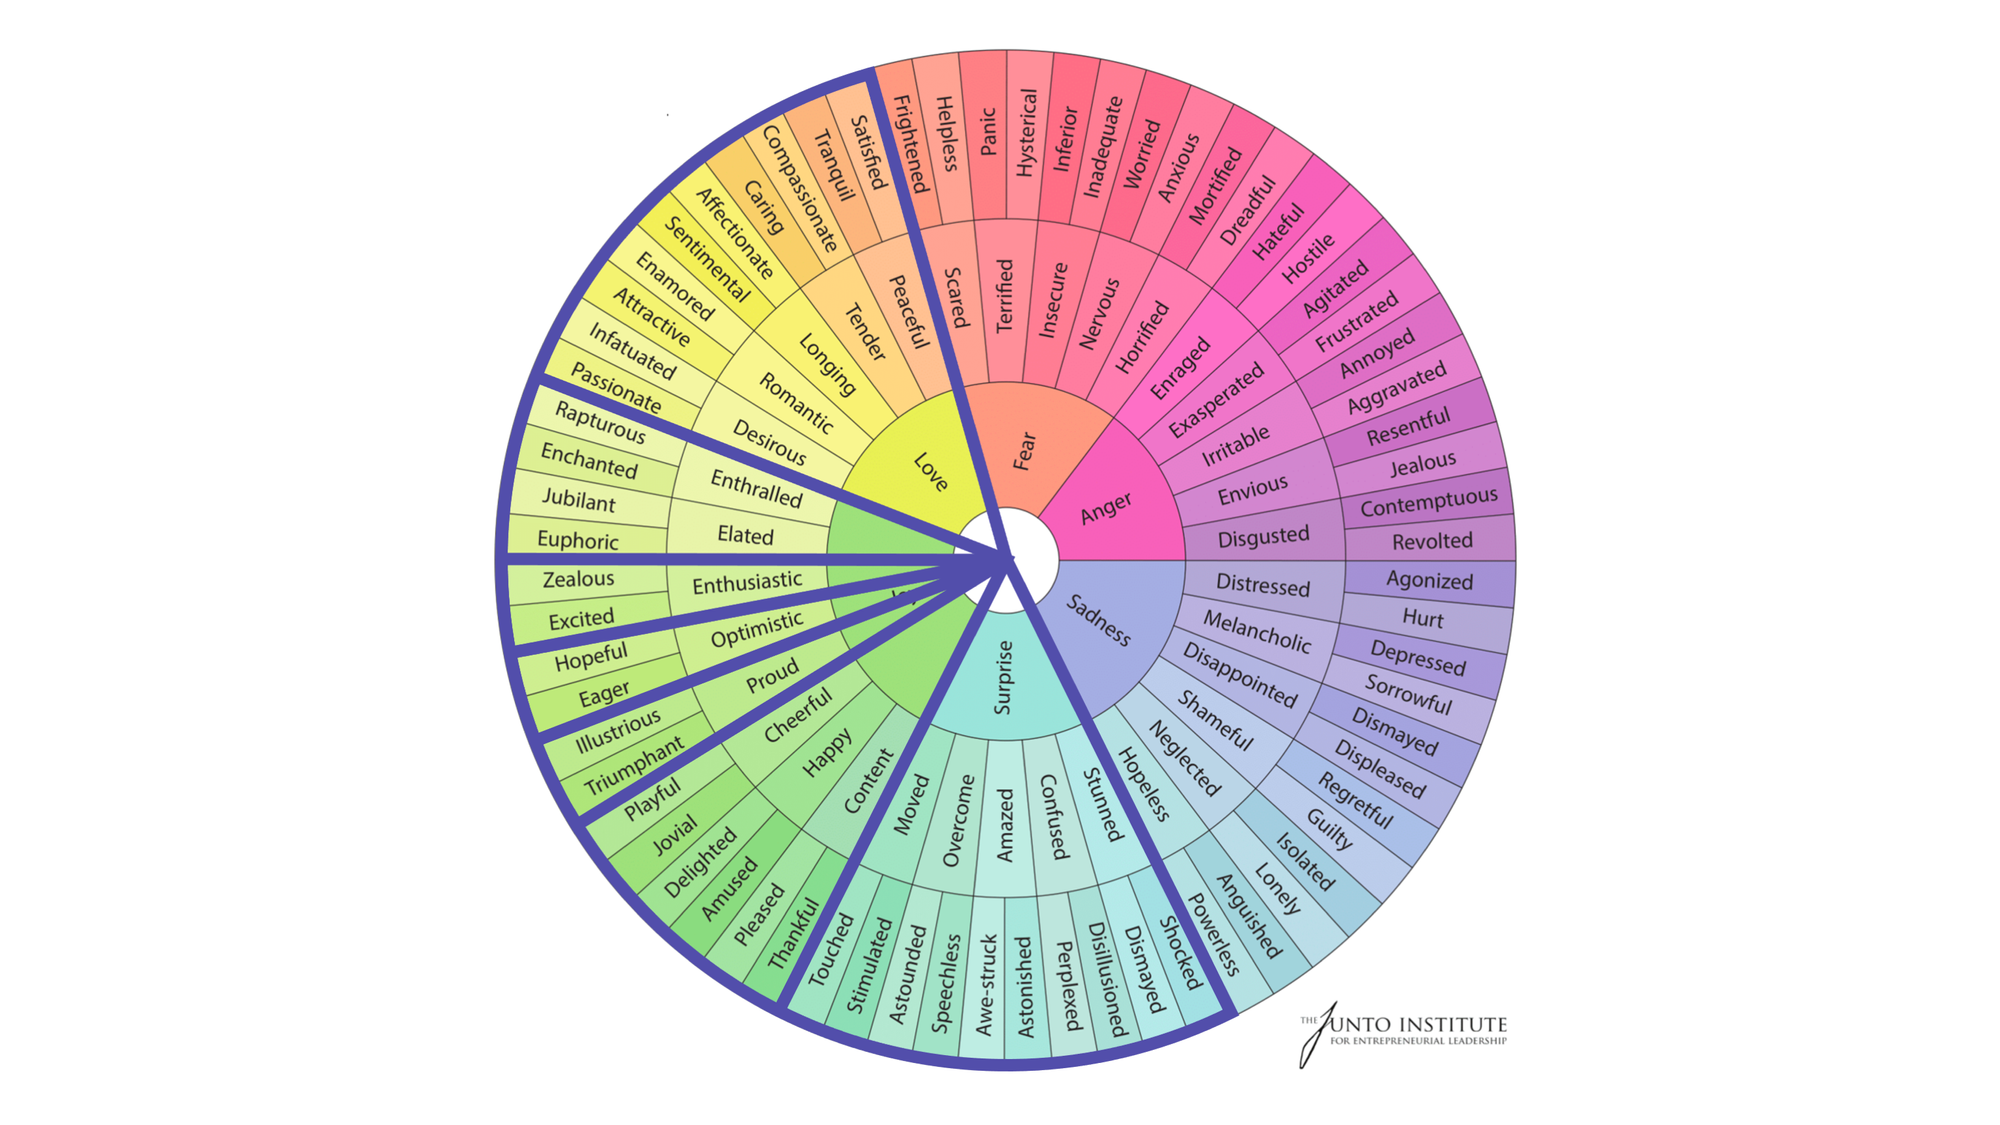 Fear
Scared
Frightened
Helpless
Terrified
Panic
Hysterical
Insecure
Inferior
Inadequate
Nervous
Worried
Anxious
Horrified
Mortified
Dreadful
Anger
Enraged
Hateful
Hostile
Exasperated
Agitated
Frustrated
Irritable
Annoyed
Aggravated
Envious
Resentful
Jealous
Disgusted
Contemptuous
Revolted
Sadness
Distressed
Agonized
Hurt
Melancholic
Depressed
Sorrowful
Disappointed
Dismayed
Displeased
Shameful
Regretful
Guilty
Neglected
Isolated
Lonely
Hopeless
Anguished
Powerless
Surprise
Stunned
Shocked
Dismayed
Confused
Disillusioned
Perplexed
Amazed
Astonished
Awe-struck
Overcome
Speechless
Astounded
Moved
Stimulated
Touched
Content
Thankful
Pleased
Happy
Amused
Delighted
Cheerful
Jovial
Playful
Proud
Triumphant
Illustrious
Optimistic
Eager
Hopeful
Enthusiastic
Excited
Zealous
Elated
Euphoric
Jubilant
Enthralled
Enchanted
Rapturous
Love
Desirous
Passionate
Infatuated
Romantic
Attractive
Enamored
Longing
Sentimental
Affectionate
Tender
Caring
Compassionate
Peaceful
Tranquil
Satisfied
THE JUNTO INSTITUTE
FOR ENTREPRENEURIAL LEADERSHIP